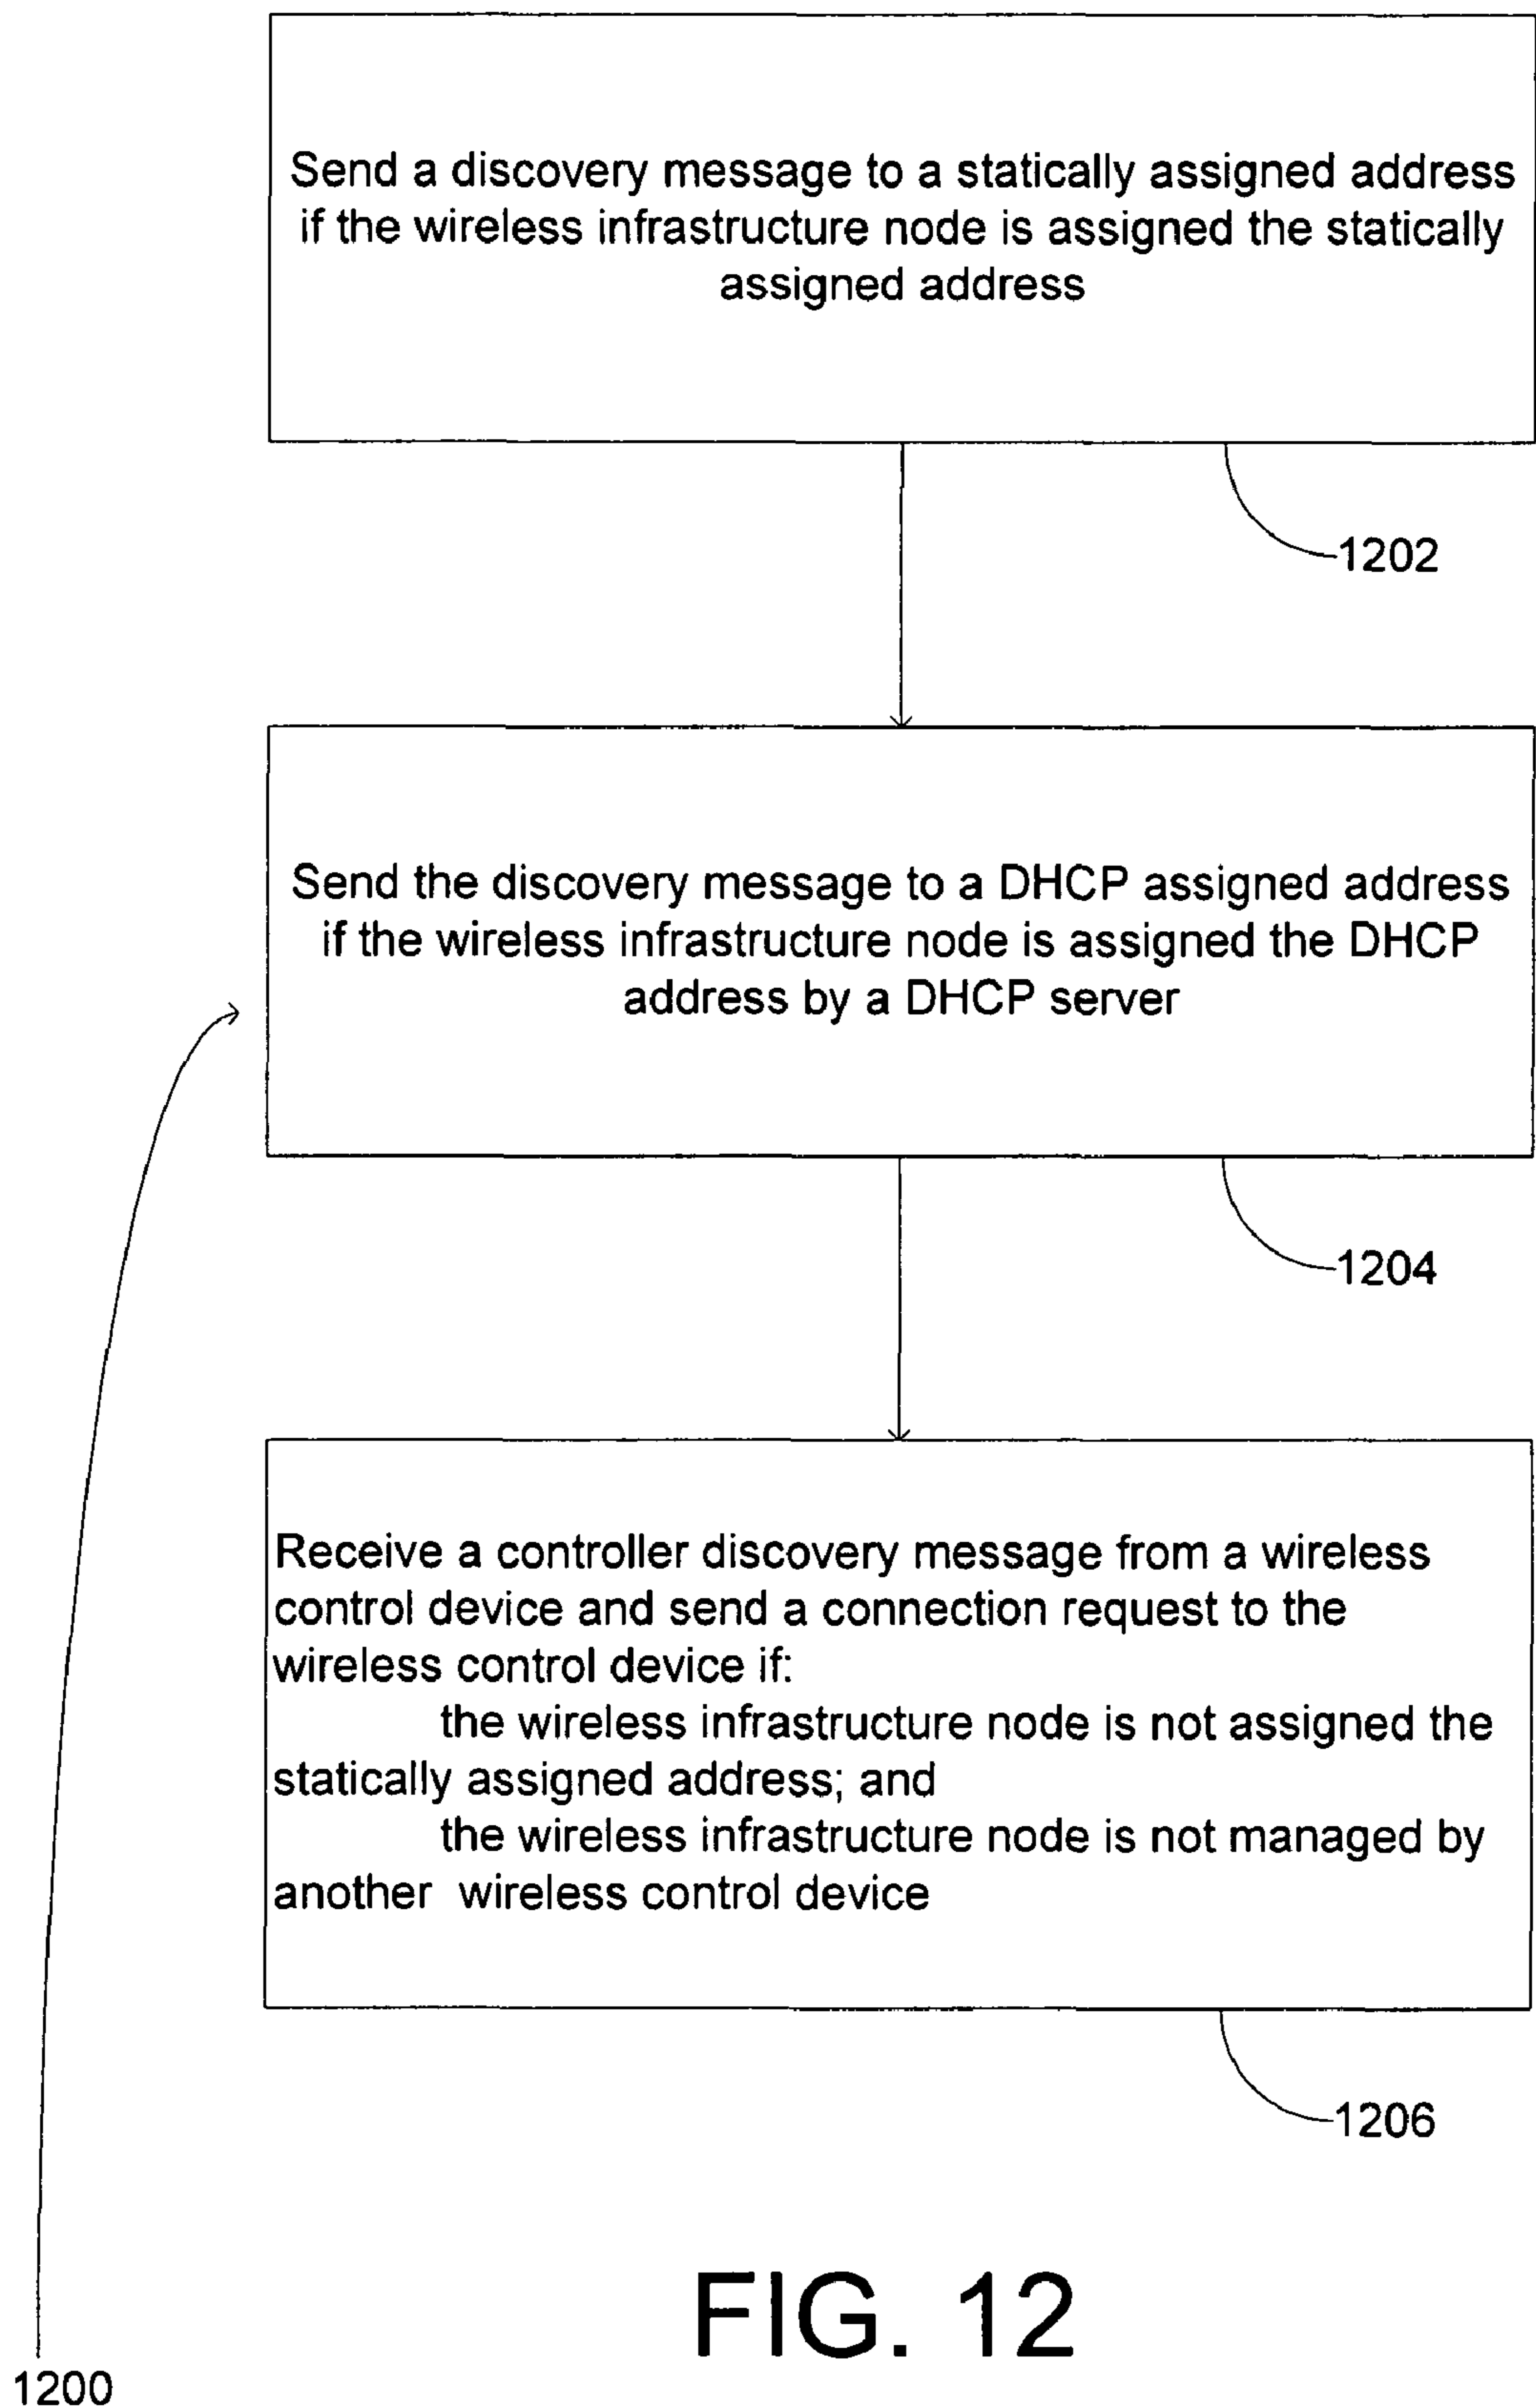 Send a discovery message to a statically assigned address
if the wireless infrastructure node is assigned the statically
assigned address
1202
Send the discovery message to a DHCP assigned address
if the wireless infrastructure node is assigned the DHCP
address by a DHCP server
1204
Receive a controller discovery message from a wireless
control device and send a connection request to the
wireless control device if:
the wireless infrastructure node is not assigned the
statically assigned address; and
the wireless infrastructure node is not managed by
another wireless control device
1206
FIG. 12
1200